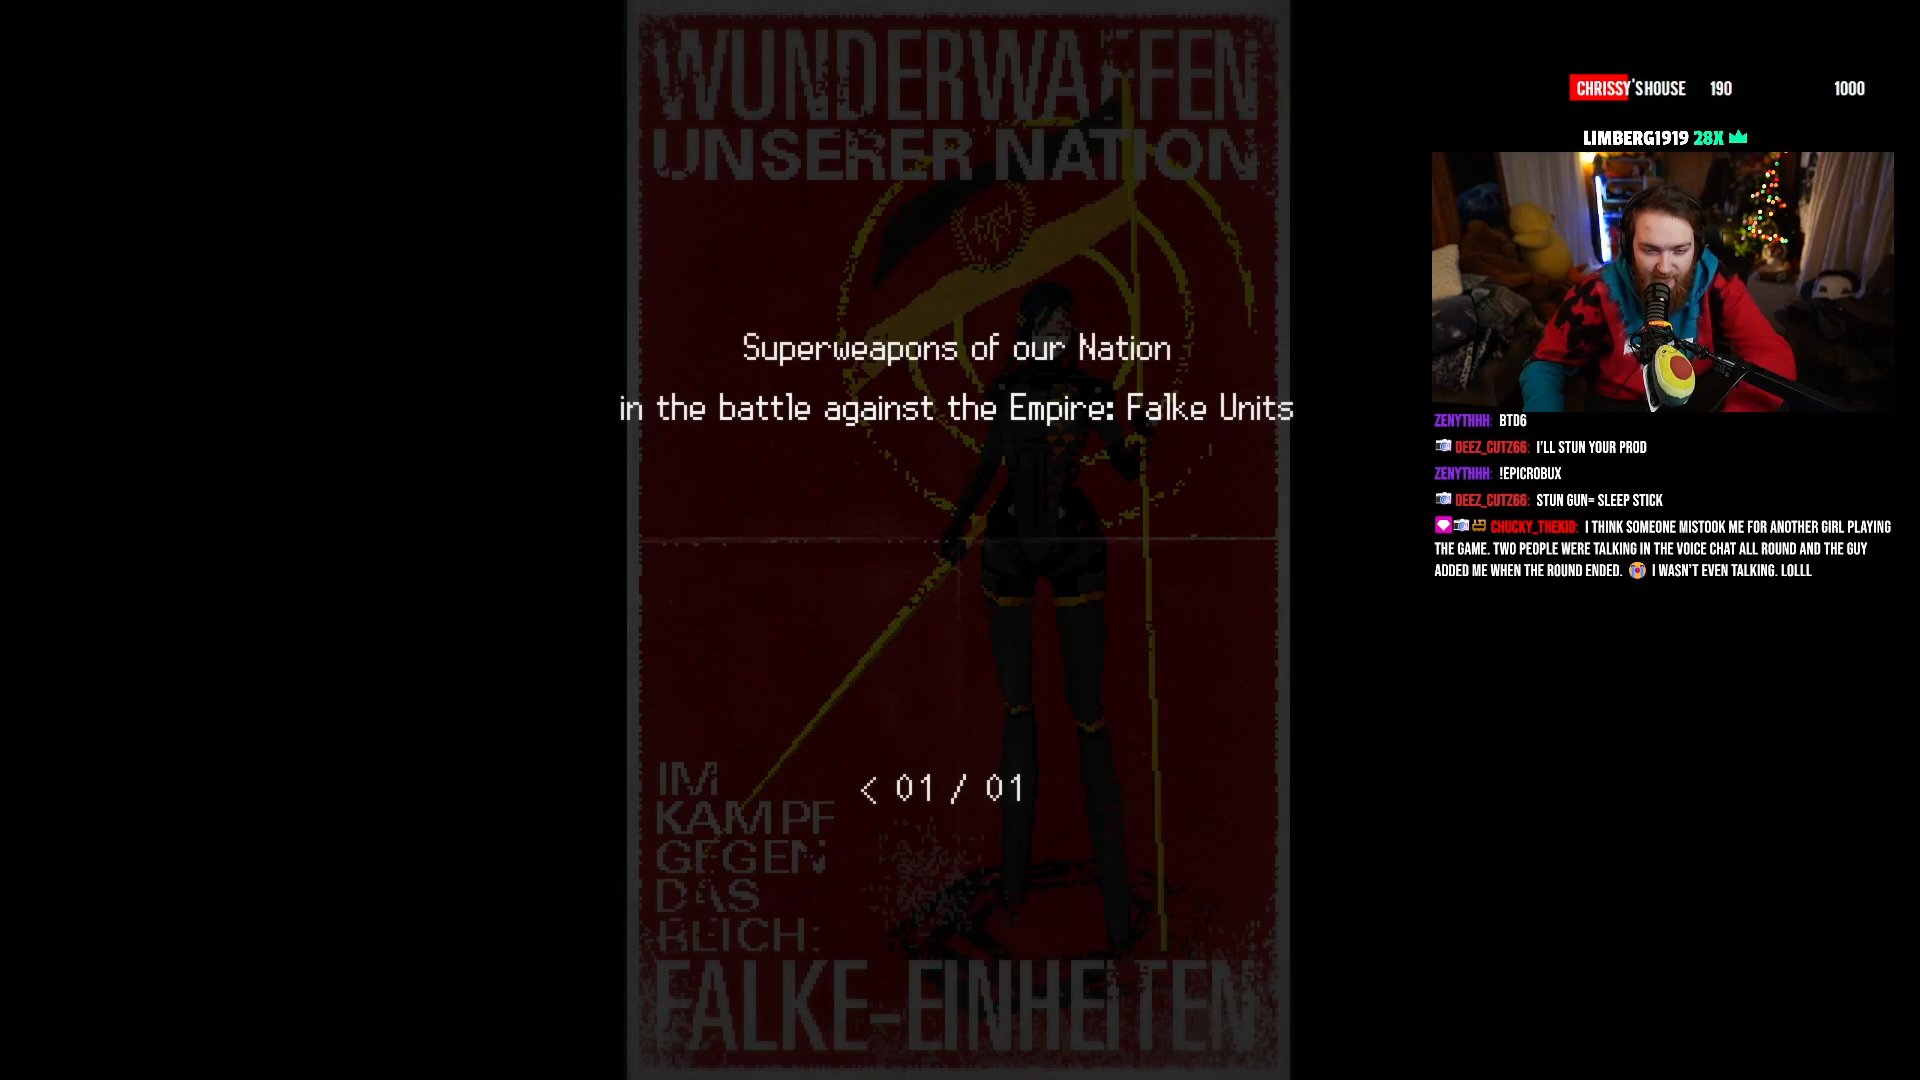 WUNDERWAFFEN
UNSERER NATION
Superweapons of our Nation
in the battle against the Empire: Falke Units
< 01 / 01
IM
KAMPF
GEGEN
DAS
REICH:
FALKE-EINHEITEN
CHRISSY'S HOUSE 190 1000
LIMBERG1919 28X
ZENYTHHH: BTD6
DEEZ_CUTZ66: I'LL STUN YOUR PROD
ZENYTHHH: !EPICROBUX
DEEZ_CUTZ66: STUN GUN= SLEEP STICK
CHUCKY_THEKID: I THINK SOMEONE MISTOOK ME FOR ANOTHER GIRL PLAYING
THE GAME. TWO PEOPLE WERE TALKING IN THE VOICE CHAT ALL ROUND AND THE GUY
ADDED ME WHEN THE ROUND ENDED. 😭 I WASN'T EVEN TALKING. LOLLL